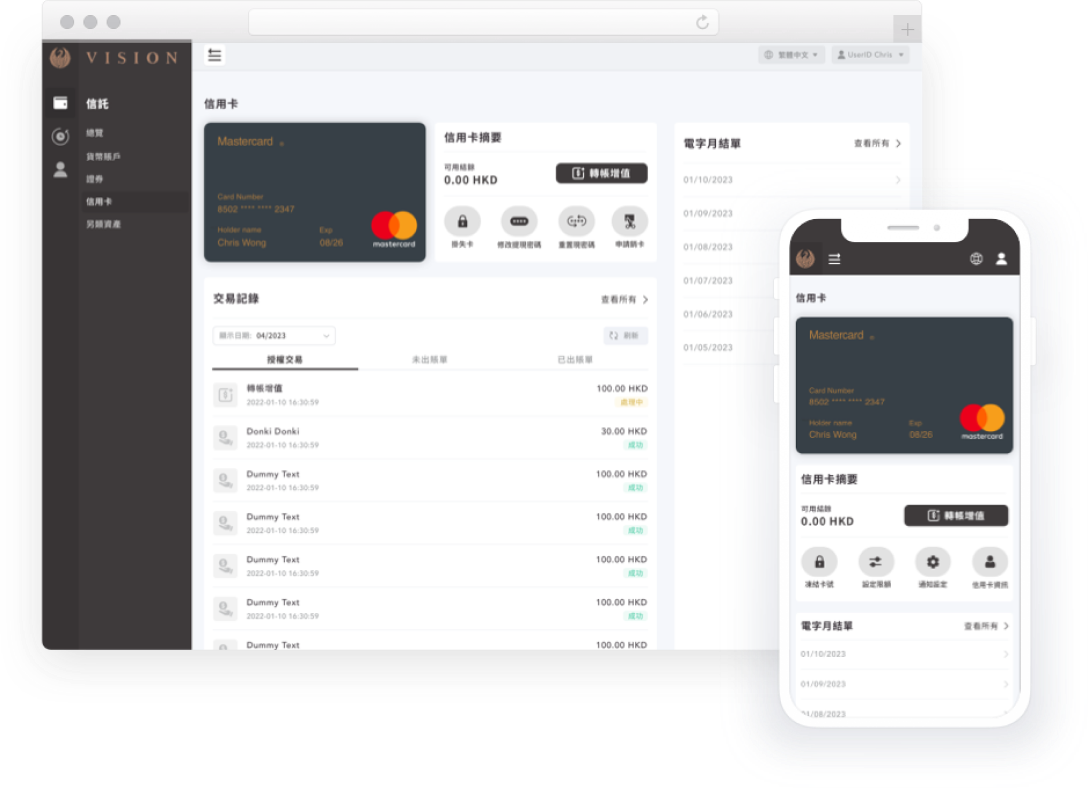 VISION
繁體中文
UserID Chris
信託
總覽
貨幣賬戶
證券
信用卡
另類資產
信用卡
Mastercard
Card Number
8502 **** **** 2347
Holder name
Exp
Chris Wong
08/26
mastercard
信用卡摘要
可用結餘
0.00 HKD
轉帳增值
掛失卡
修改提現密碼
重置現密碼
申請銷卡
電字月結單
查看所有
01/10/2023
01/09/2023
01/08/2023
01/07/2023
01/06/2023
01/05/2023
交易記錄
查看所有
顯示日期: 04/2023
刷新
授權交易
未出賬單
已出賬單
轉帳增值
100.00 HKD
2022-01-10 16:30:59
處理中
Donki Donki
30.00 HKD
2022-01-10 16:30:59
成功
Dummy Text
100.00 HKD
2022-01-10 16:30:59
成功
Dummy Text
100.00 HKD
2022-01-10 16:30:59
成功
Dummy Text
100.00 HKD
2022-01-10 16:30:59
成功
Dummy Text
100.00 HKD
2022-01-10 16:30:59
成功
Dummy Text
100.00 HKD
信用卡
Mastercard
Card Number
8502 **** **** 2347
Holder name
Exp
Chris Wong
08/26
mastercard
信用卡摘要
可用結餘
0.00 HKD
轉帳增值
凍結卡號
設定限額
通知設定
信用卡資訊
電字月結單
查看所有
01/10/2023
01/09/2023
01/08/2023